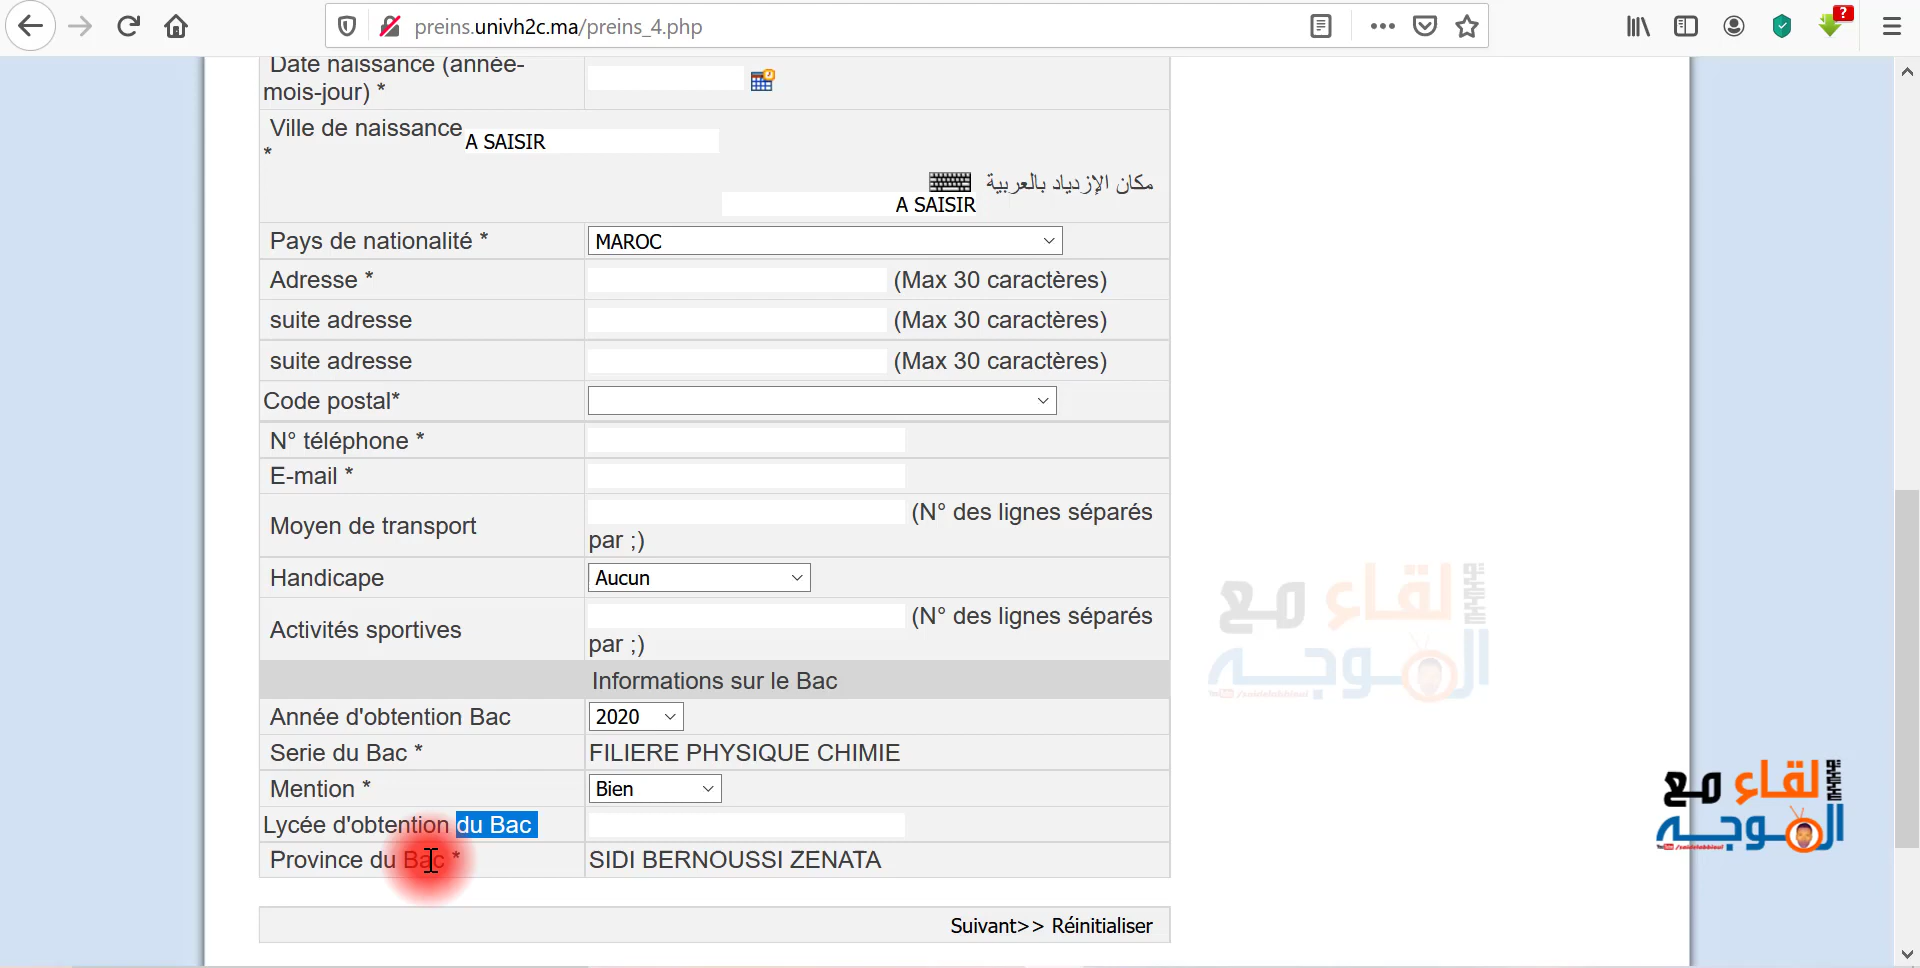 preins.univh2c.ma/preins_4.php
?
Date naissance (année-
mois-jour) *
Ville de naissance
*
A SAISIR
مكان الإزدياد بالعربية
A SAISIR
Pays de nationalité *
MAROC
Adresse *
(Max 30 caractères)
suite adresse
(Max 30 caractères)
suite adresse
(Max 30 caractères)
Code postal*
N° téléphone *
E-mail *
Moyen de transport
(N° des lignes séparés
par ;)
Handicape
Aucun
Activités sportives
(N° des lignes séparés
par ;)
Informations sur le Bac
Année d'obtention Bac
2020
Serie du Bac *
FILIERE PHYSIQUE CHIMIE
Mention *
Bien
Lycée d'obtention du Bac
Province du Bac *
SIDI BERNOUSSI ZENATA
Suivant>> Réinitialiser
لقاء مع
الموجه
لقاء مع
الموجه